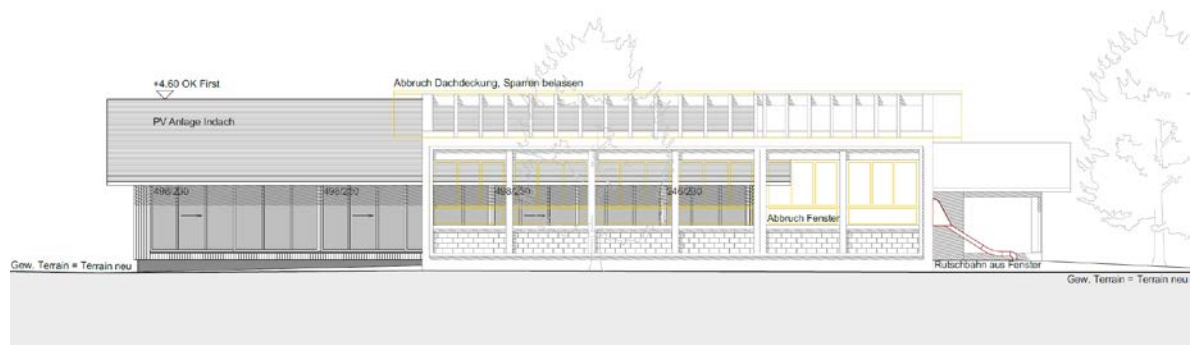 Abbruch Dachdeckung, Sparren belassen
+4.60 OK First
PV Anlage Indach
498/230
498/230
498/230
246/230
Abbruch Fenster
Gew. Terrain = Terrain neu
Rutschbahn aus Fenster
Gew. Terrain = Terrain neu